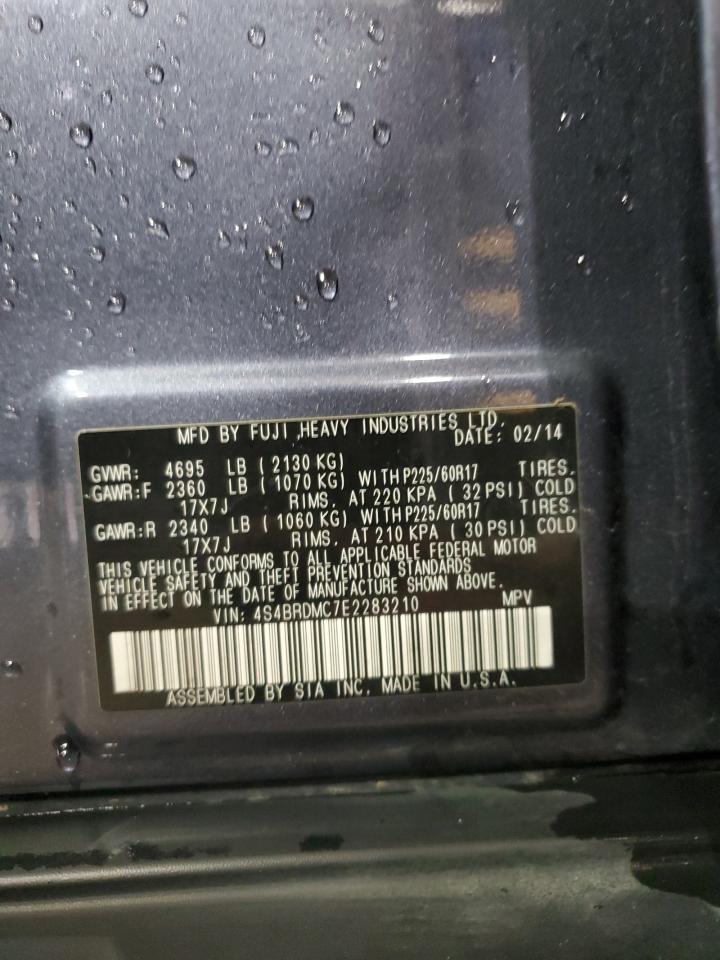 MFD BY FUJI HEAVY INDUSTRIES LTD.
DATE: 02/14
GVWR: 4695 LB (2130 KG)
GAWR:F 2360 LB (1070 KG) WITH P225/60R17 TIRES.
17X7J RIMS. AT 220 KPA (32 PSI) COLD
GAWR:R 2340 LB (1060 KG) WITH P225/60R17 TIRES.
17X7J RIMS. AT 210 KPA (30 PSI) COLD
THIS VEHICLE CONFORMS TO ALL APPLICABLE FEDERAL MOTOR
VEHICLE SAFETY AND THEFT PREVENTION STANDARDS
IN EFFECT ON THE DATE OF MANUFACTURE SHOWN ABOVE.
VIN: 4S4BRDMC7E2283210 MPV
ASSEMBLED BY SIA INC. MADE IN U.S.A.